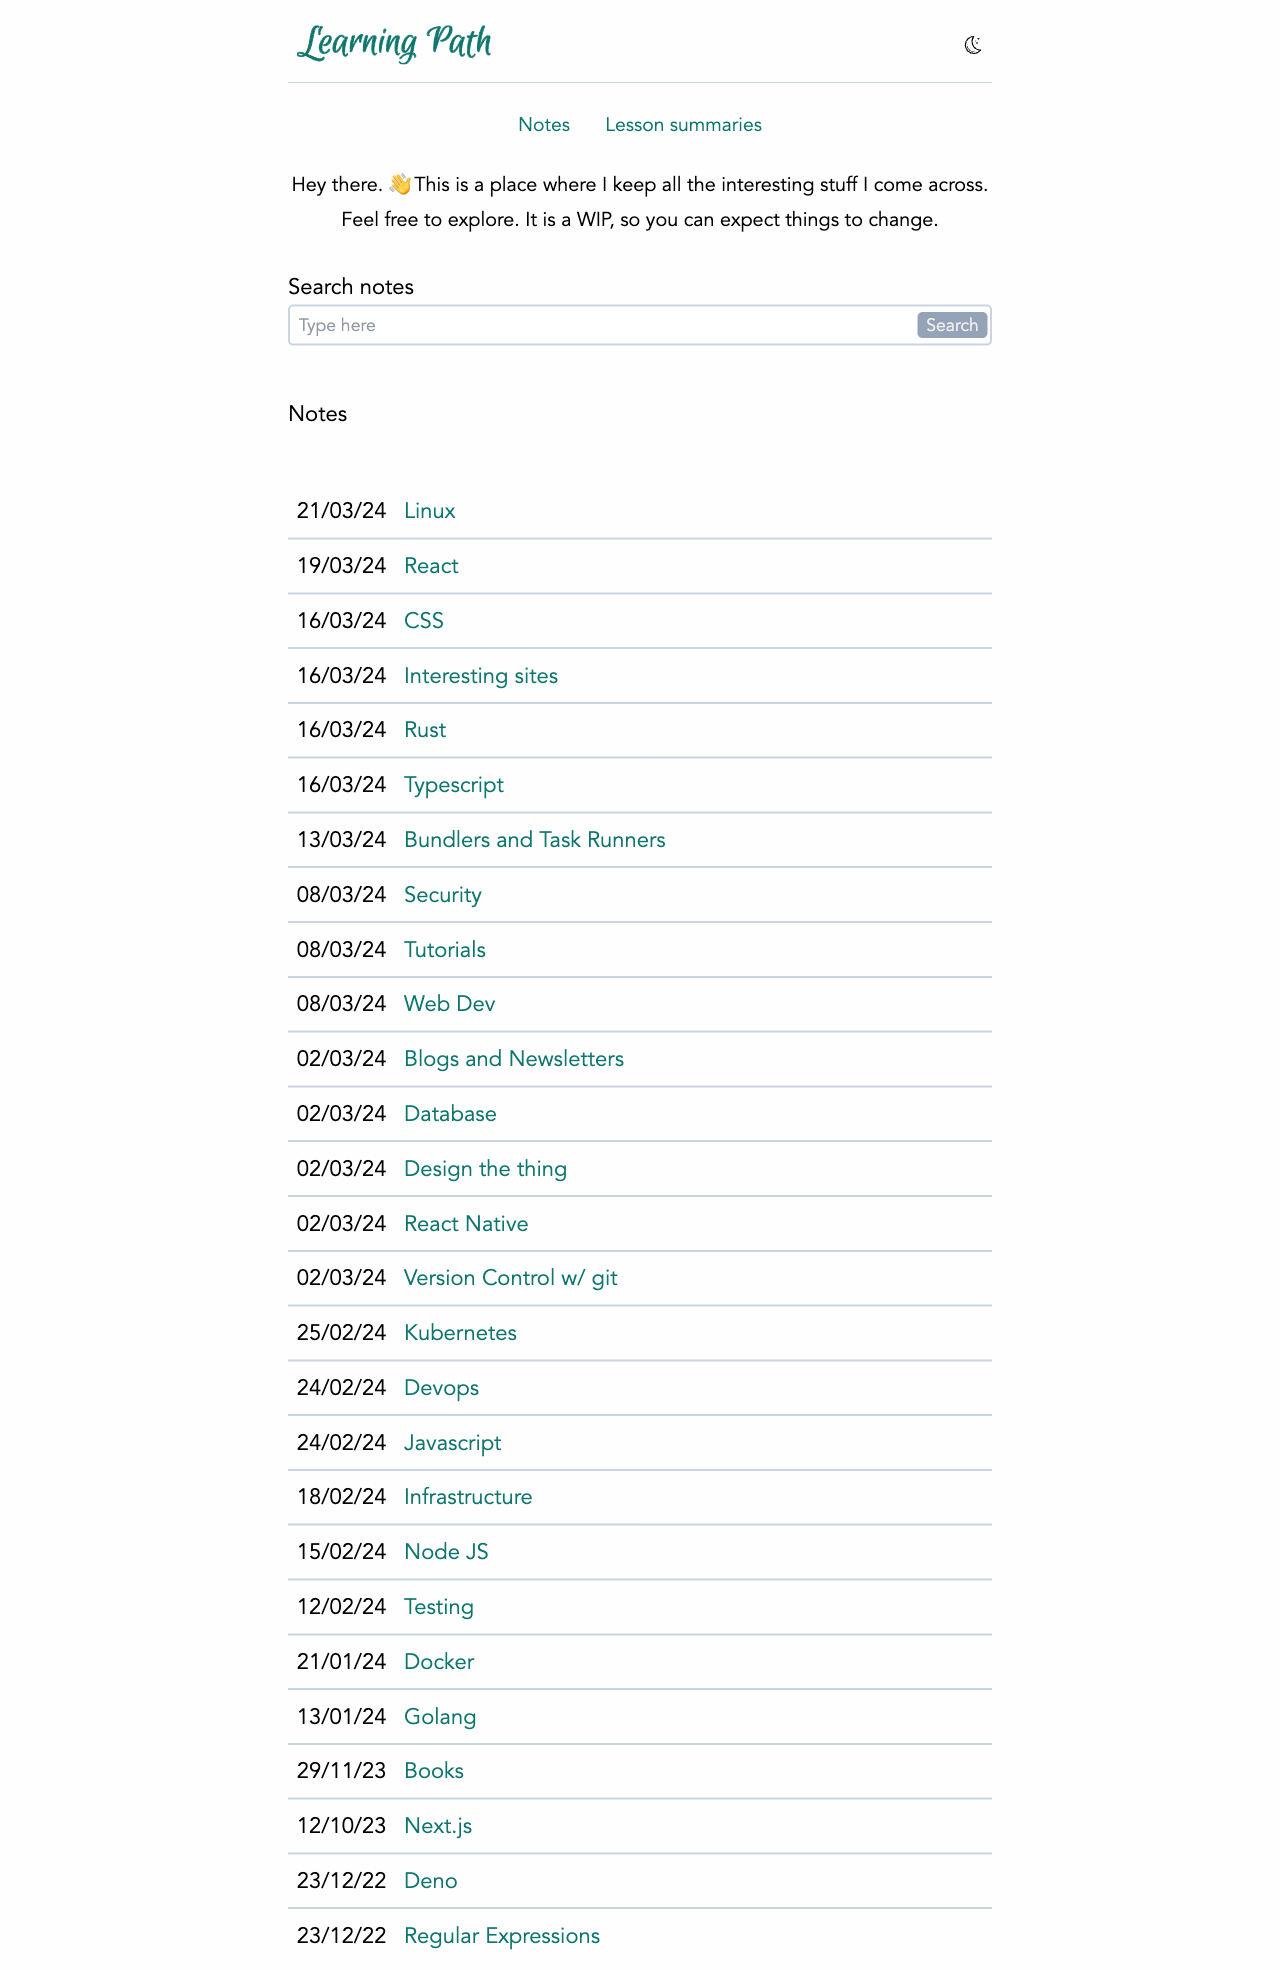 Learning Path
Notes Lesson summaries
Hey there. 👋This is a place where I keep all the interesting stuff I come across.
Feel free to explore. It is a WIP, so you can expect things to change.
Search notes
Type here Search
Notes
21/03/24 Linux
19/03/24 React
16/03/24 CSS
16/03/24 Interesting sites
16/03/24 Rust
16/03/24 Typescript
13/03/24 Bundlers and Task Runners
08/03/24 Security
08/03/24 Tutorials
08/03/24 Web Dev
02/03/24 Blogs and Newsletters
02/03/24 Database
02/03/24 Design the thing
02/03/24 React Native
02/03/24 Version Control w/ git
25/02/24 Kubernetes
24/02/24 Devops
24/02/24 Javascript
18/02/24 Infrastructure
15/02/24 Node JS
12/02/24 Testing
21/01/24 Docker
13/01/24 Golang
29/11/23 Books
12/10/23 Next.js
23/12/22 Deno
23/12/22 Regular Expressions